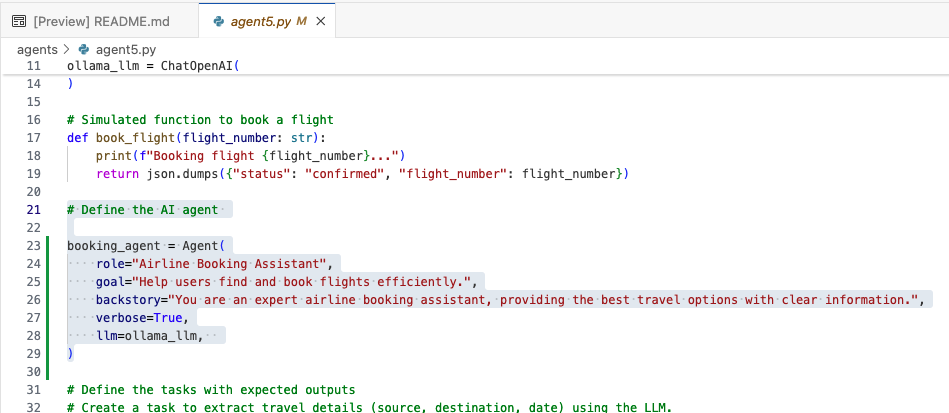 [Preview] README.md
agent5.py M
agents > agent5.py
11 ollama_llm = ChatOpenAI(
14 )
15
16 # Simulated function to book a flight
17 def book_flight(flight_number: str):
18     print(f"Booking flight {flight_number}...")
19     return json.dumps({"status": "confirmed", "flight_number": flight_number})
20
21 # Define the AI agent
22
23 booking_agent = Agent(
24     role="Airline Booking Assistant",
25     goal="Help users find and book flights efficiently.",
26     backstory="You are an expert airline booking assistant, providing the best travel options with clear information.",
27     verbose=True,
28     llm=ollama_llm,
29 )
30
31 # Define the tasks with expected outputs
32 # Create a task to extract travel details (source, destination, date) using the LLM.